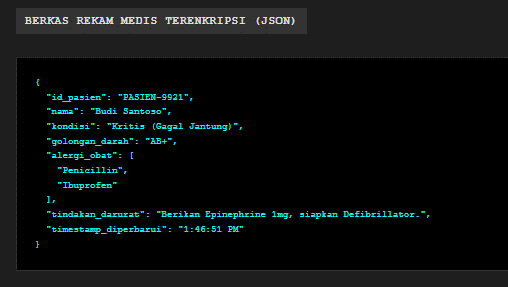 BERKAS REKAM MEDIS TERENKRIPSI (JSON)
{
"id_pasien": "PASIEN-9921",
"nama": "Budi Santoso",
"kondisi": "Kritis (Gagal Jantung)",
"golongan_darah": "AB+",
"alergi_obat": [
"Penicillin",
"Ibuprofen"
],
"tindakan_darurat": "Berikan Epinephrine 1mg, siapkan Defibrillator.",
"timestamp_diperbarui": "1:46:51 PM"
}